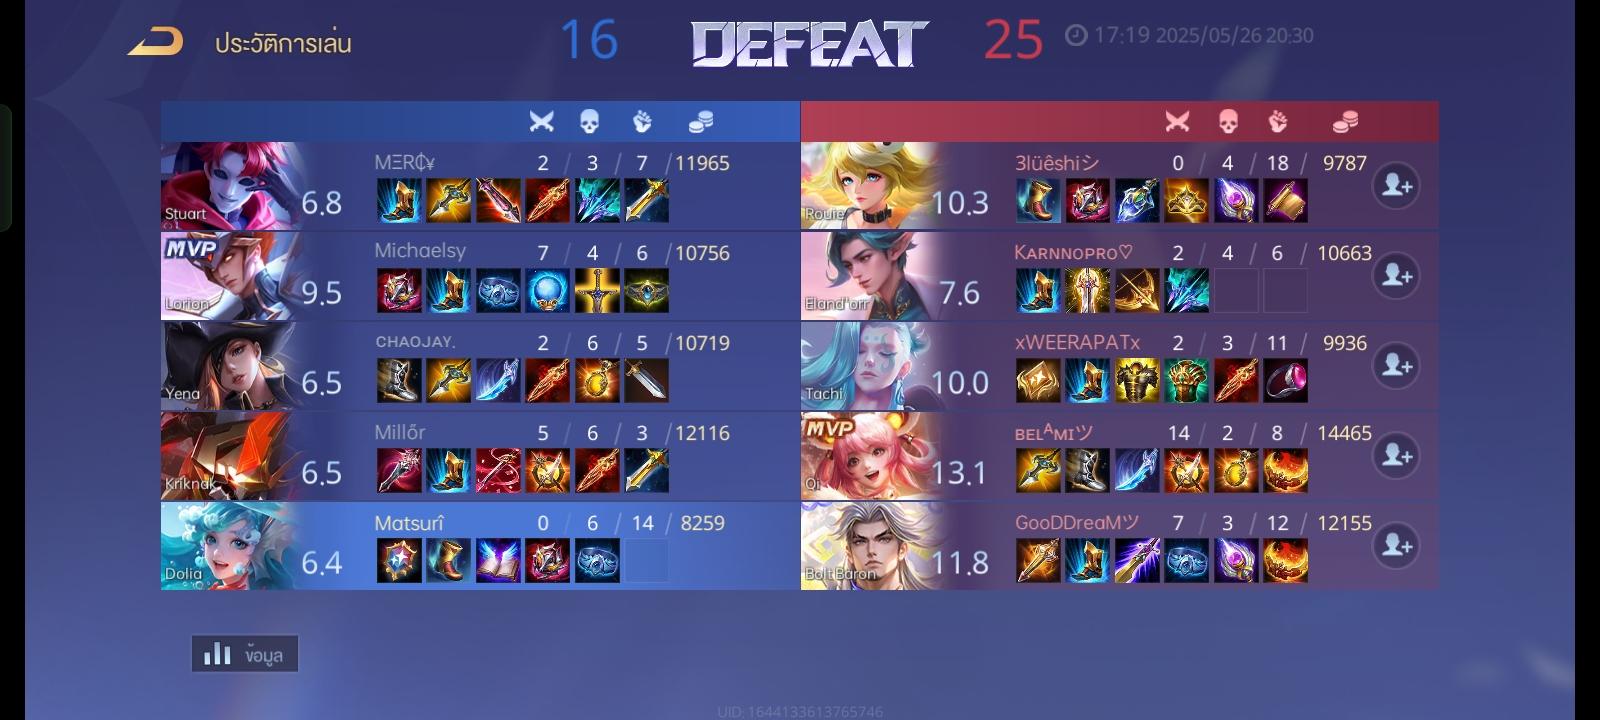 ประวัติการเล่น 16 DEFEAT 25 17:19 2025/05/26 20:30
Stuart 6.8 MΞR₵¥ 2 / 3 / 7 / 11965
Rouie 10.3 3lüêshiシ 0 / 4 / 18 / 9787
MVP Lorion 9.5 Michaelsy 7 / 4 / 6 / 10756
Eland'orr 7.6 KARNNOPRO♡ 2 / 4 / 6 / 10663
Yena 6.5 CHAOJAY. 2 / 6 / 5 / 10719
Tachi 10.0 xWEERAPATx 2 / 3 / 11 / 9936
Kriknak 6.5 Millőr 5 / 6 / 3 / 12116
MVP Qi 13.1 BELᴬMIツ 14 / 2 / 8 / 14465
Dolia 6.4 Matsurî 0 / 6 / 14 / 8259
Bolt Baron 11.8 GooDDreaMツ 7 / 3 / 12 / 12155
ข้อมูล
UID: 1644133613765746